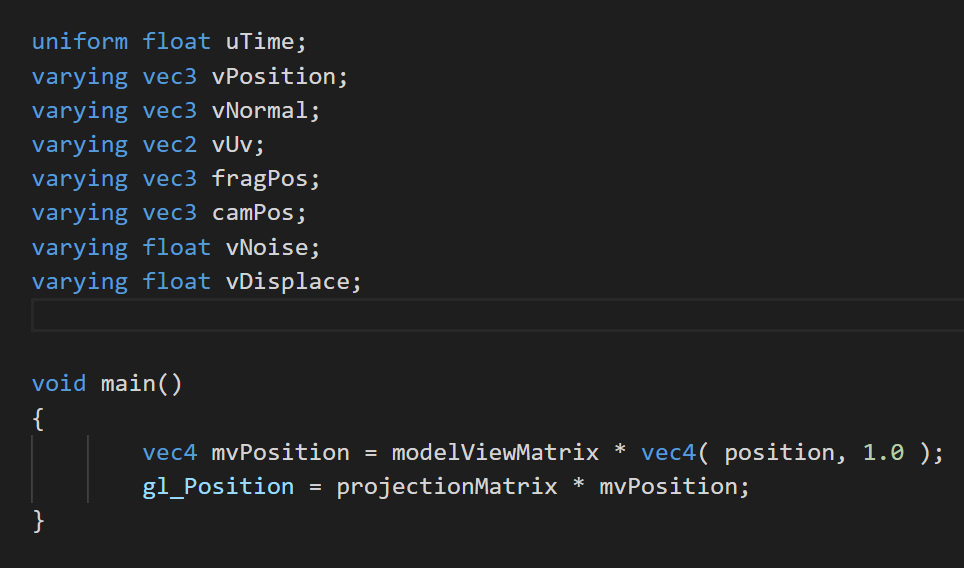 uniform float uTime;
varying vec3 vPosition;
varying vec3 vNormal;
varying vec2 vUv;
varying vec3 fragPos;
varying vec3 camPos;
varying float vNoise;
varying float vDisplace;
void main()
{
vec4 mvPosition = modelViewMatrix * vec4( position, 1.0 );
gl_Position = projectionMatrix * mvPosition;
}